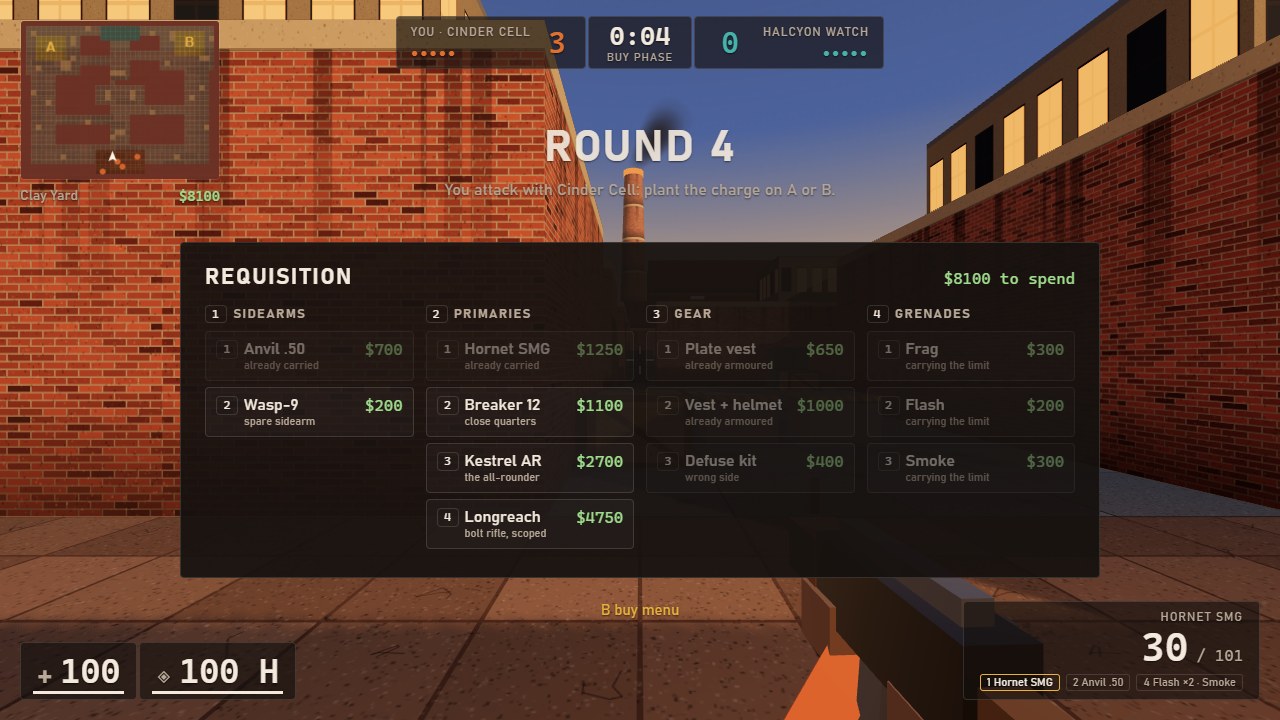 YOU · CINDER CELL 3
0:04
BUY PHASE
0 HALCYON WATCH
A
B
ROUND 4
You attack with Cinder Cell: plant the charge on A or B.
Clay Yard $8100
REQUISITION
$8100 to spend
1 SIDEARMS
1 Anvil .50 $700
already carried
2 Wasp-9 $200
spare sidearm
2 PRIMARIES
1 Hornet SMG $1250
already carried
2 Breaker 12 $1100
close quarters
3 Kestrel AR $2700
the all-rounder
4 Longreach $4750
bolt rifle, scoped
3 GEAR
1 Plate vest $650
already armoured
2 Vest + helmet $1000
already armoured
3 Defuse kit $400
wrong side
4 GRENADES
1 Frag $300
carrying the limit
2 Flash $200
carrying the limit
3 Smoke $300
carrying the limit
B buy menu
100
100 H
HORNET SMG
30 / 101
1 Hornet SMG
2 Anvil .50
4 Flash ×2 · Smoke